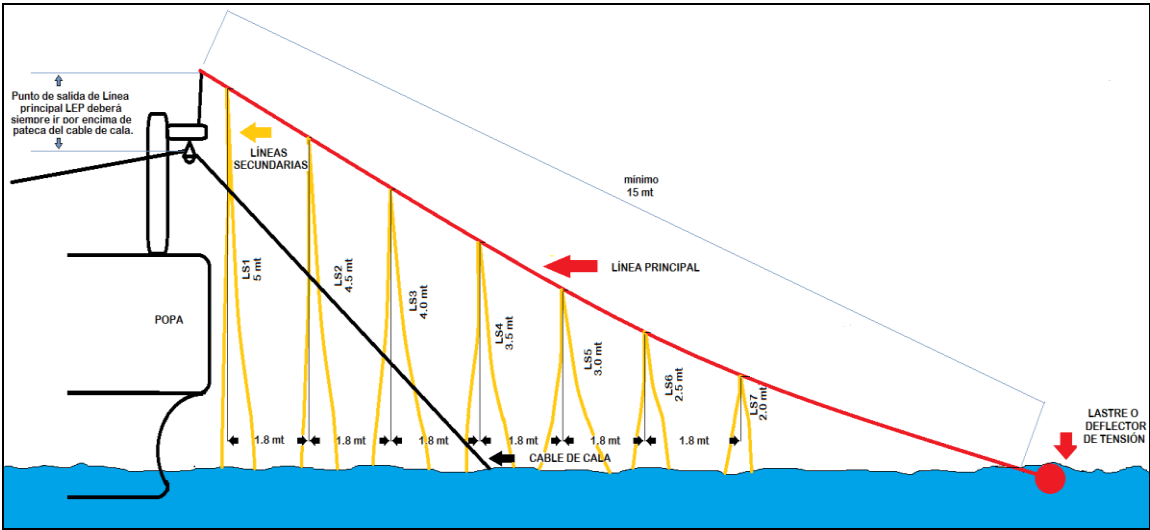 Punto de salida de Línea
principal LEP deberá
siempre ir por encima de
pateca del cable de cala.
LÍNEAS
SECUNDARIAS
mínimo
15 mt
LÍNEA PRINCIPAL
POPA
LS1
5 mt
LS2
4.5 mt
LS3
4.0 mt
LS4
3.5 mt
LS5
3.0 mt
LS6
2.5 mt
LS7
2.0 mt
1.8 mt
1.8 mt
1.8 mt
1.8 mt
1.8 mt
1.8 mt
CABLE DE CALA
LASTRE O
DEFLECTOR
DE TENSIÓN